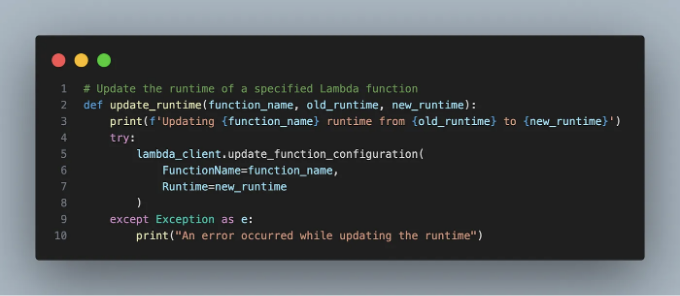 1 # Update the runtime of a specified Lambda function
2 def update_runtime(function_name, old_runtime, new_runtime):
3     print(f'Updating {function_name} runtime from {old_runtime} to {new_runtime}')
4     try:
5         lambda_client.update_function_configuration(
6             FunctionName=function_name,
7             Runtime=new_runtime
8         )
9     except Exception as e:
10         print("An error occurred while updating the runtime")